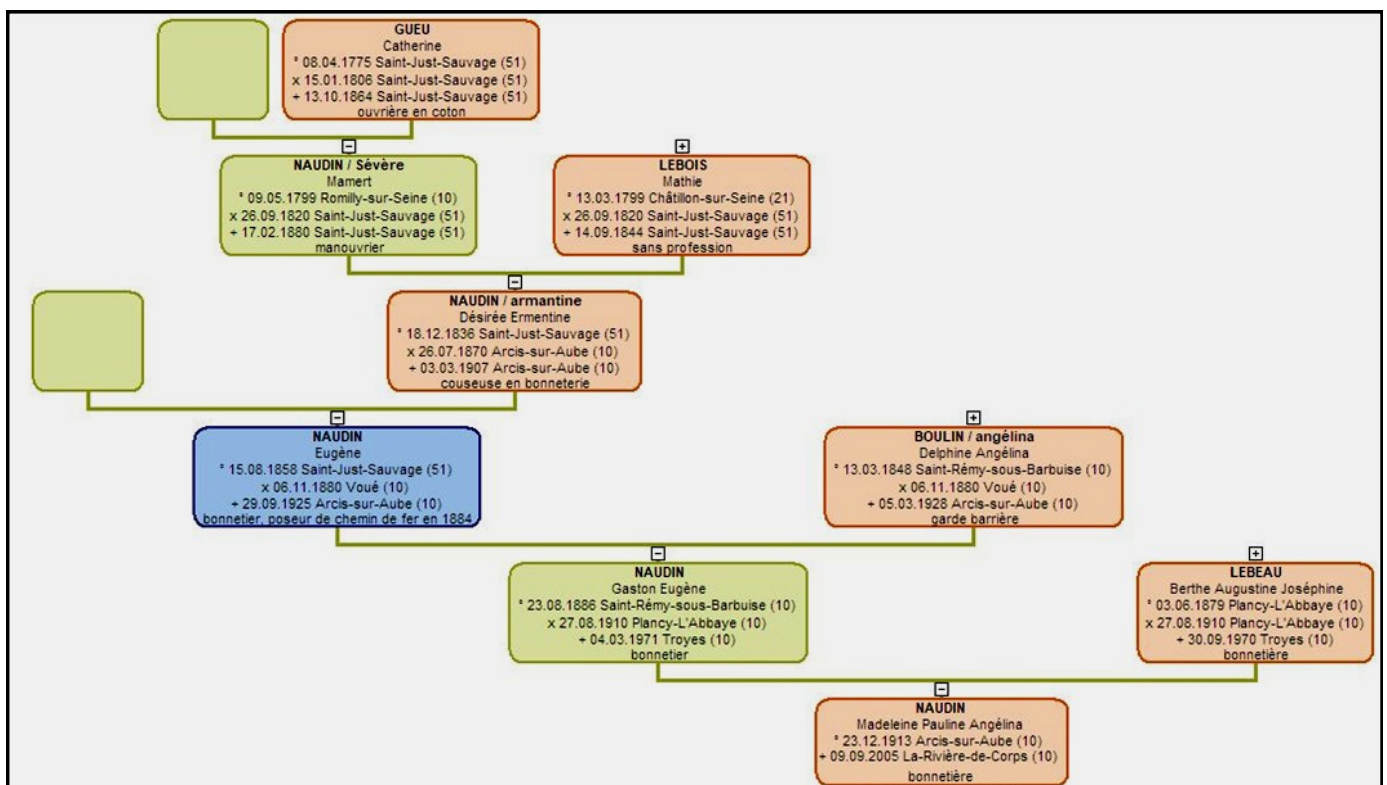 GUEU
Catherine
° 08.04.1775 Saint-Just-Sauvage (51)
x 15.01.1806 Saint-Just-Sauvage (51)
+ 13.10.1864 Saint-Just-Sauvage (51)
ouvrière en coton
NAUDIN / Sévère
Mamert
° 09.05.1799 Romilly-sur-Seine (10)
x 26.09.1820 Saint-Just-Sauvage (51)
+ 17.02.1880 Saint-Just-Sauvage (51)
manouvrier
LEBOIS
Mathie
° 13.03.1799 Châtillon-sur-Seine (21)
x 26.09.1820 Saint-Just-Sauvage (51)
+ 14.09.1844 Saint-Just-Sauvage (51)
sans profession
NAUDIN / armantine
Désirée Ermentine
° 18.12.1836 Saint-Just-Sauvage (51)
x 26.07.1870 Arcis-sur-Aube (10)
+ 03.03.1907 Arcis-sur-Aube (10)
couseuse en bonneterie
NAUDIN
Eugène
° 15.08.1858 Saint-Just-Sauvage (51)
x 06.11.1880 Voué (10)
+ 29.09.1925 Arcis-sur-Aube (10)
bonnetier, poseur de chemin de fer en 1884
BOULIN / angélina
Delphine Angélina
° 13.03.1848 Saint-Rémy-sous-Barbuise (10)
x 06.11.1880 Voué (10)
+ 05.03.1928 Arcis-sur-Aube (10)
garde barrière
NAUDIN
Gaston Eugène
° 23.08.1886 Saint-Rémy-sous-Barbuise (10)
x 27.08.1910 Plancy-L'Abbaye (10)
+ 04.03.1971 Troyes (10)
bonnetier
LEBEAU
Berthe Augustine Joséphine
° 03.06.1879 Plancy-L'Abbaye (10)
x 27.08.1910 Plancy-L'Abbaye (10)
+ 30.09.1970 Troyes (10)
bonnetière
NAUDIN
Madeleine Pauline Angélina
° 23.12.1913 Arcis-sur-Aube (10)
+ 09.09.2005 La-Rivière-de-Corps (10)
bonnetière